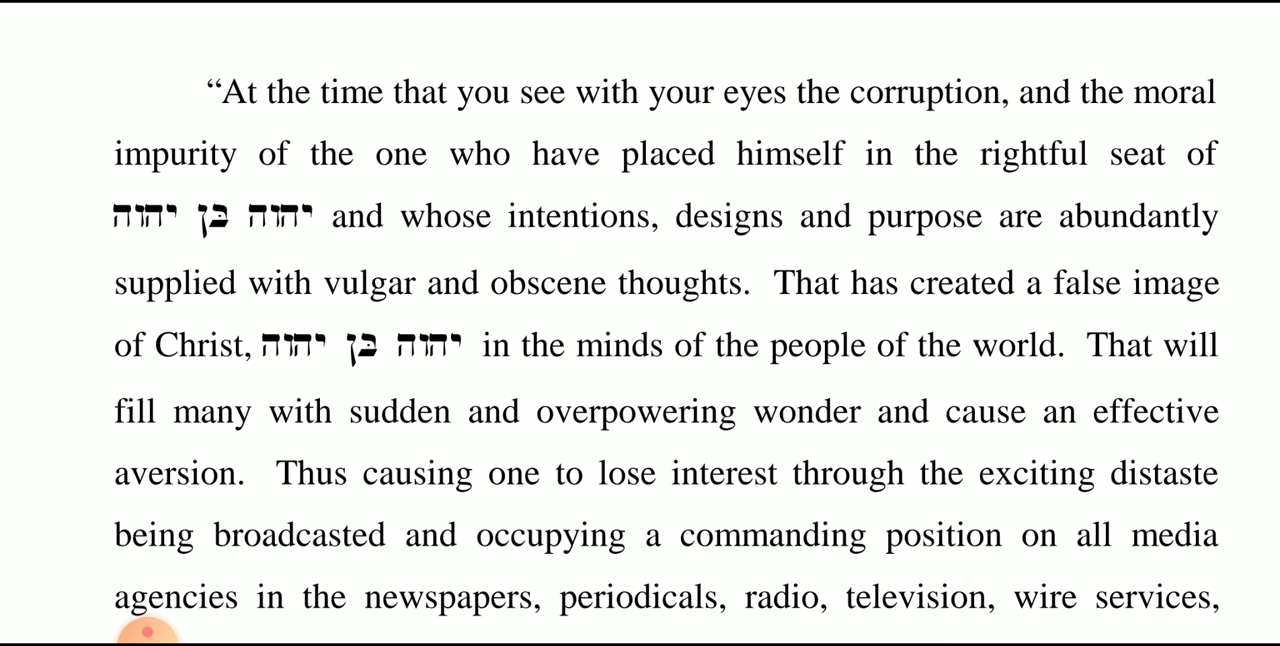 “At the time that you see with your eyes the corruption, and the moral
impurity of the one who have placed himself in the rightful seat of
יהוה בן יהוה and whose intentions, designs and purpose are abundantly
supplied with vulgar and obscene thoughts. That has created a false image
of Christ, יהוה בן יהוה in the minds of the people of the world. That will
fill many with sudden and overpowering wonder and cause an effective
aversion. Thus causing one to lose interest through the exciting distaste
being broadcasted and occupying a commanding position on all media
agencies in the newspapers, periodicals, radio, television, wire services,